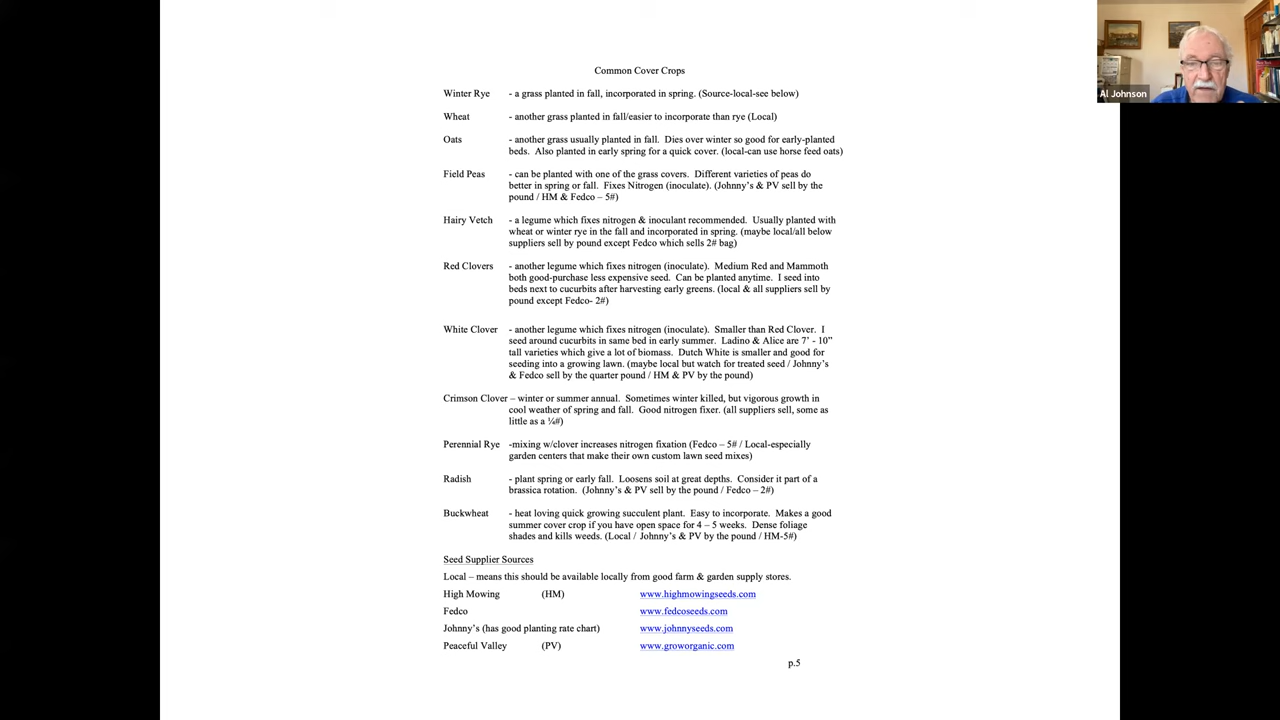 Common Cover Crops
Winter Rye - a grass planted in fall, incorporated in spring. (Source-local-see below)
Wheat - another grass planted in fall/easier to incorporate than rye (Local)
Oats - another grass usually planted in fall. Dies over winter so good for early-planted
beds. Also planted in early spring for a quick cover. (local-can use horse feed oats)
Field Peas - can be planted with one of the grass covers. Different varieties of peas do
better in spring or fall. Fixes Nitrogen (inoculate). (Johnny's & PV sell by the
pound / HM & Fedco – 5#)
Hairy Vetch - a legume which fixes nitrogen & inoculant recommended. Usually planted with
wheat or winter rye in the fall and incorporated in spring. (maybe local/all below
suppliers sell by pound except Fedco which sells 2# bag)
Red Clovers - another legume which fixes nitrogen (inoculate). Medium Red and Mammoth
both good-purchase less expensive seed. Can be planted anytime. I seed into
beds next to cucurbits after harvesting early greens. (local & all suppliers sell by
pound except Fedco- 2#)
White Clover - another legume which fixes nitrogen (inoculate). Smaller than Red Clover. I
seed around cucurbits in same bed in early summer. Ladino & Alice are 7' - 10”
tall varieties which give a lot of biomass. Dutch White is smaller and good for
seeding into a growing lawn. (maybe local but watch for treated seed / Johnny's
& Fedco sell by the quarter pound / HM & PV by the pound)
Crimson Clover – winter or summer annual. Sometimes winter killed, but vigorous growth in
cool weather of spring and fall. Good nitrogen fixer. (all suppliers sell, some as
little as a ¼#)
Perennial Rye -mixing w/clover increases nitrogen fixation (Fedco – 5# / Local-especially
garden centers that make their own custom lawn seed mixes)
Radish - plant spring or early fall. Loosens soil at great depths. Consider it part of a
brassica rotation. (Johnny's & PV sell by the pound / Fedco – 2#)
Buckwheat - heat loving quick growing succulent plant. Easy to incorporate. Makes a good
summer cover crop if you have open space for 4 – 5 weeks. Dense foliage
shades and kills weeds. (Local / Johnny's & PV by the pound / HM-5#)
Seed Supplier Sources
Local – means this should be available locally from good farm & garden supply stores.
High Mowing (HM) www.highmowingseeds.com
Fedco www.fedcoseeds.com
Johnny's (has good planting rate chart) www.johnnyseeds.com
Peaceful Valley (PV) www.groworganic.com
p.5
Al Johnson